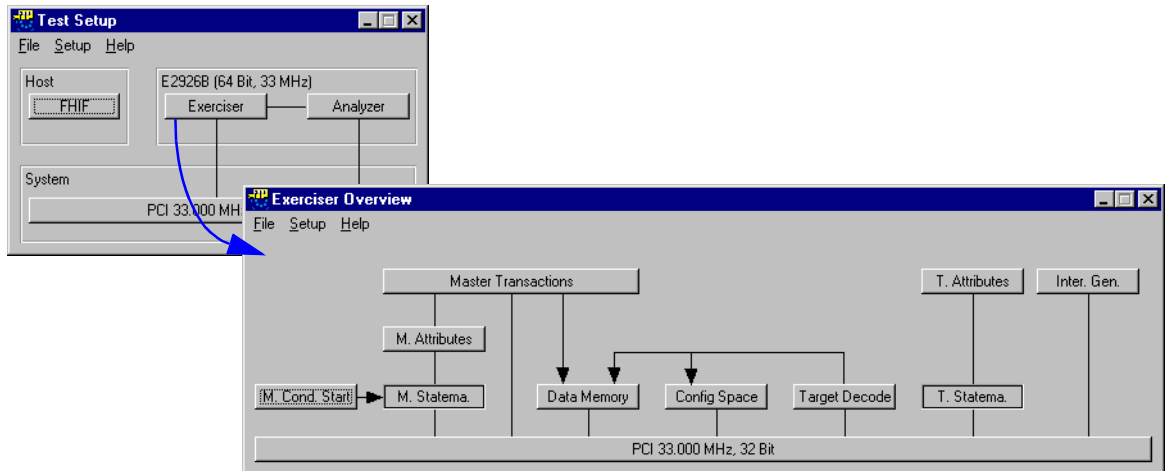 Test Setup
File Setup Help
Host
E2926B (64 Bit, 33 MHz)
FHIF
Exerciser
Analyzer
System
PCI 33.000 MH
Exerciser Overview
File Setup Help
Master Transactions
T. Attributes
Inter. Gen.
M. Attributes
M. Cond. Start
M. Statema.
Data Memory
Config Space
Target Decode
T. Statema.
PCI 33.000 MHz, 32 Bit